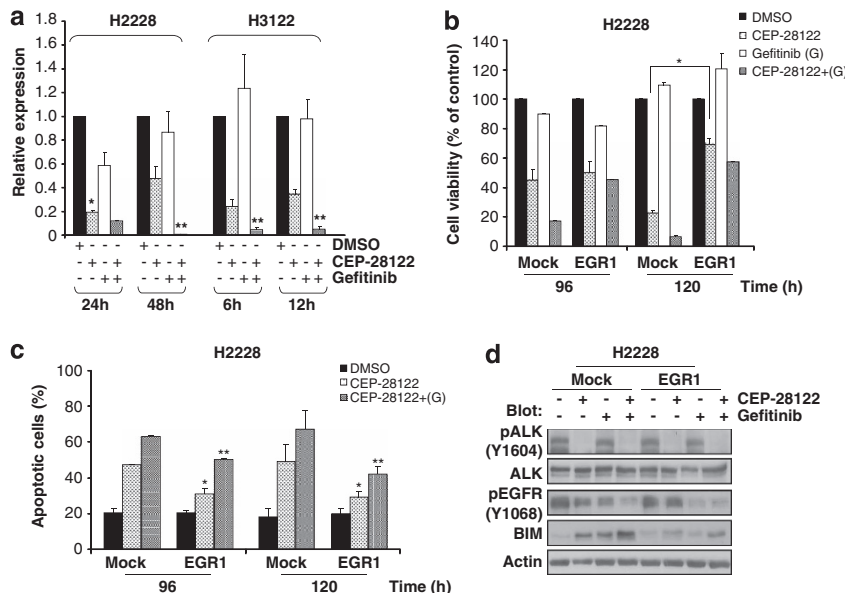 a
H2228 H3122
Relative expression
1.8
1.6
1.4
1.2
1.0
0.8
0.6
0.4
0.2
0
* ** ** **
+ - - - + - - - + - - - + - - - DMSO
- + - + - + - + - + - + - + - + CEP-28122
- - + + - - + + - - + + - - + + Gefitinib
24h 48h 6h 12h
b
H2228
DMSO
CEP-28122
Gefitinib (G)
CEP-28122+(G)
Cell viability (% of control)
140
120
100
80
60
40
20
0
*
Mock EGR1 Mock EGR1
96 120 Time (h)
c
H2228
DMSO
CEP-28122
CEP-28122+(G)
Apoptotic cells (%)
100
80
60
40
20
0
* ** * **
Mock EGR1 Mock EGR1
96 120 Time (h)
d
H2228
Mock EGR1
- + - + - + - + CEP-28122
Blot: - - + + - - + + Gefitinib
pALK
(Y1604)
ALK
pEGFR
(Y1068)
BIM
Actin